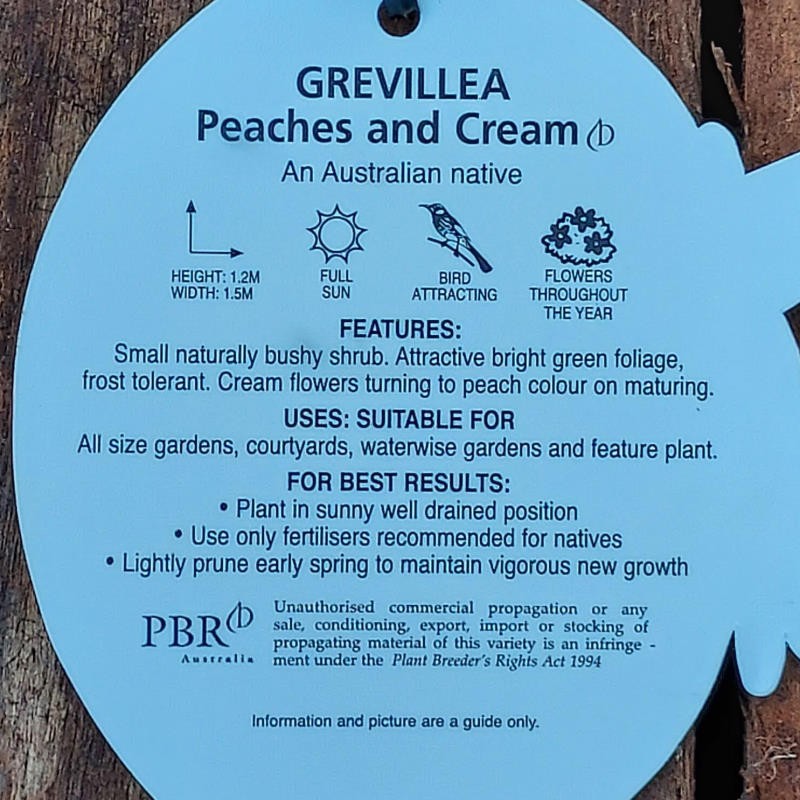 GREVILLEA
Peaches and Cream
An Australian native
HEIGHT: 1.2M
WIDTH: 1.5M
FULL
SUN
BIRD
ATTRACTING
FLOWERS
THROUGHOUT
THE YEAR
FEATURES:
Small naturally bushy shrub. Attractive bright green foliage,
frost tolerant. Cream flowers turning to peach colour on maturing.
USES: SUITABLE FOR
All size gardens, courtyards, waterwise gardens and feature plant.
FOR BEST RESULTS:
• Plant in sunny well drained position
• Use only fertilisers recommended for natives
• Lightly prune early spring to maintain vigorous new growth
PBR
Australia
Unauthorised commercial propagation or any
sale, conditioning, export, import or stocking of
propagating material of this variety is an infringe -
ment under the Plant Breeder's Rights Act 1994
Information and picture are a guide only.